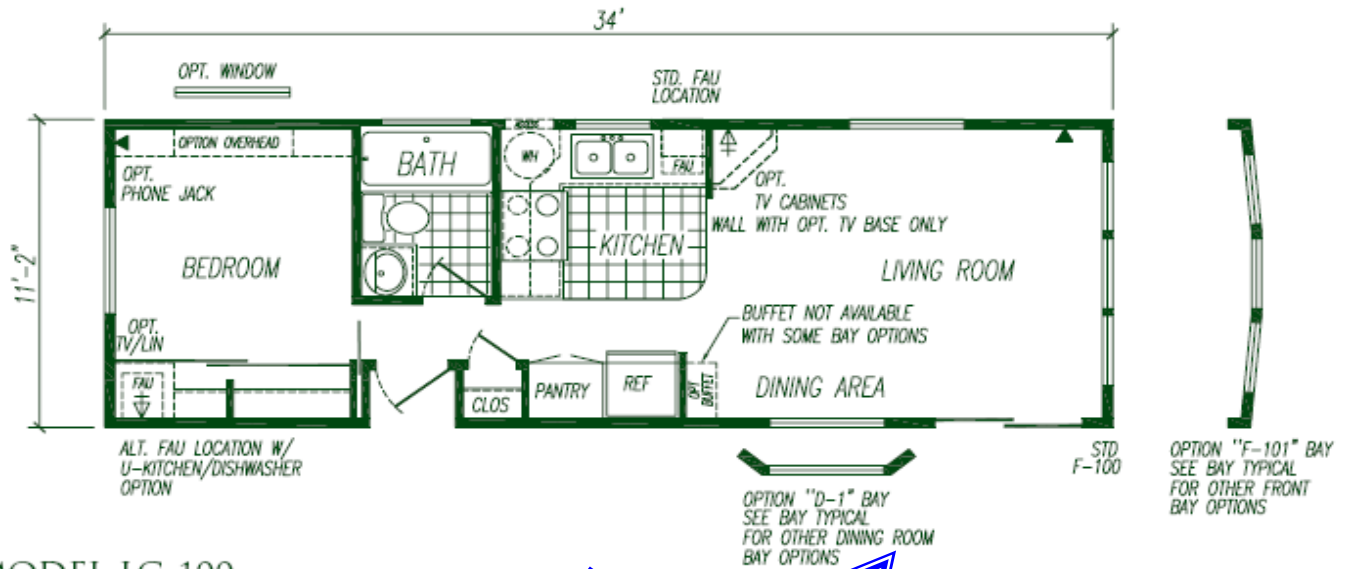 34'
OPT. WINDOW
STD. FAU
LOCATION
11'-2"
OPTION OVERHEAD
OPT.
PHONE JACK
BATH
ACCESS
WH
FAU
OPT.
TV CABINETS
WALL WITH OPT. TV BASE ONLY
BEDROOM
KITCHEN
LIVING ROOM
OPT.
TV/LIN
BUFFET NOT AVAILABLE
WITH SOME BAY OPTIONS
FAU
CLOS
PANTRY
REF
OPT
BUFFET
DINING AREA
ALT. FAU LOCATION W/
U-KITCHEN/DISHWASHER
OPTION
STD
F-100
OPTION "F-101" BAY
SEE BAY TYPICAL
FOR OTHER FRONT
BAY OPTIONS
OPTION "D-1" BAY
SEE BAY TYPICAL
FOR OTHER DINING ROOM
BAY OPTIONS